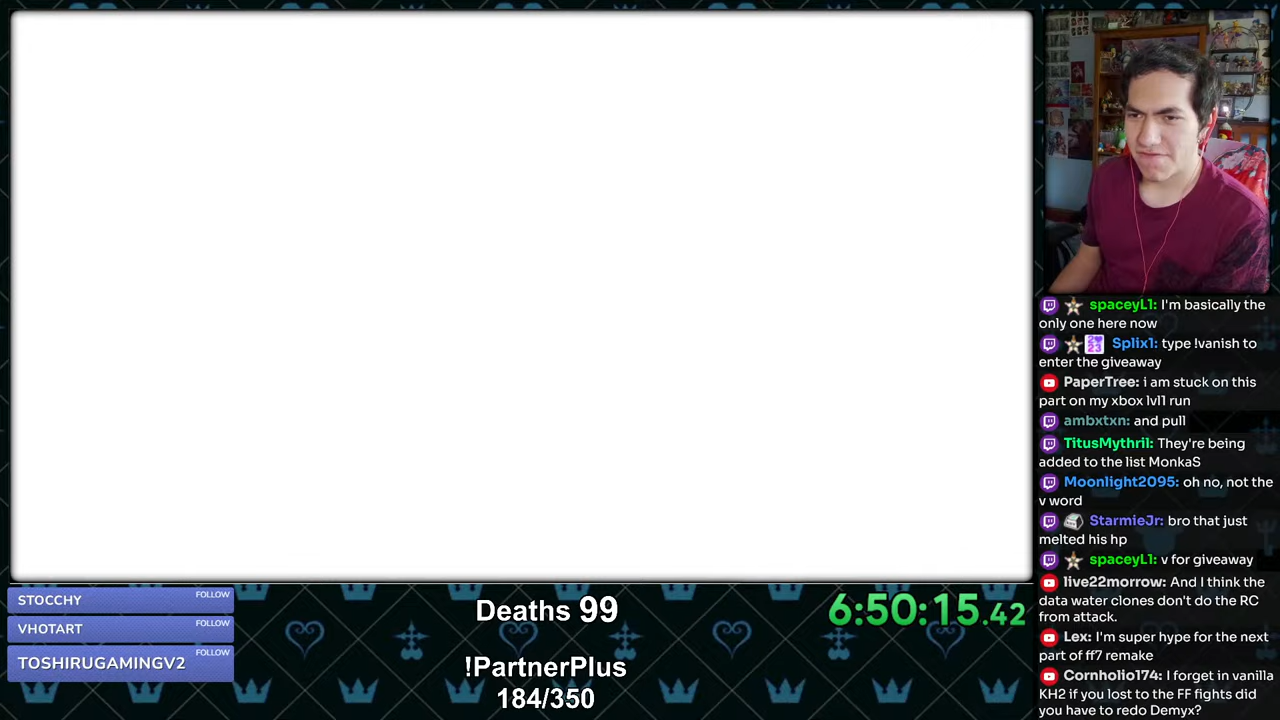 spaceyL1: I'm basically the
only one here now
Splix1: type !vanish to
enter the giveaway
PaperTree: i am stuck on this
part on my xbox lvl1 run
ambxtxn: and pull
TitusMythril: They're being
added to the list MonkaS
Moonlight2095: oh no, not the
v word
StarmieJr: bro that just
melted his hp
spaceyL1: v for giveaway
live22morrow: And I think the
data water clones don't do the RC
from attack.
Lex: I'm super hype for the next
part of ff7 remake
Cornholio174: I forget in vanilla
KH2 if you lost to the FF fights did
you have to redo Demyx?
STOCCHY FOLLOW
VHOTART FOLLOW
TOSHIRUGAMINGV2 FOLLOW
Deaths 99
!PartnerPlus
184/350
6:50:15.42